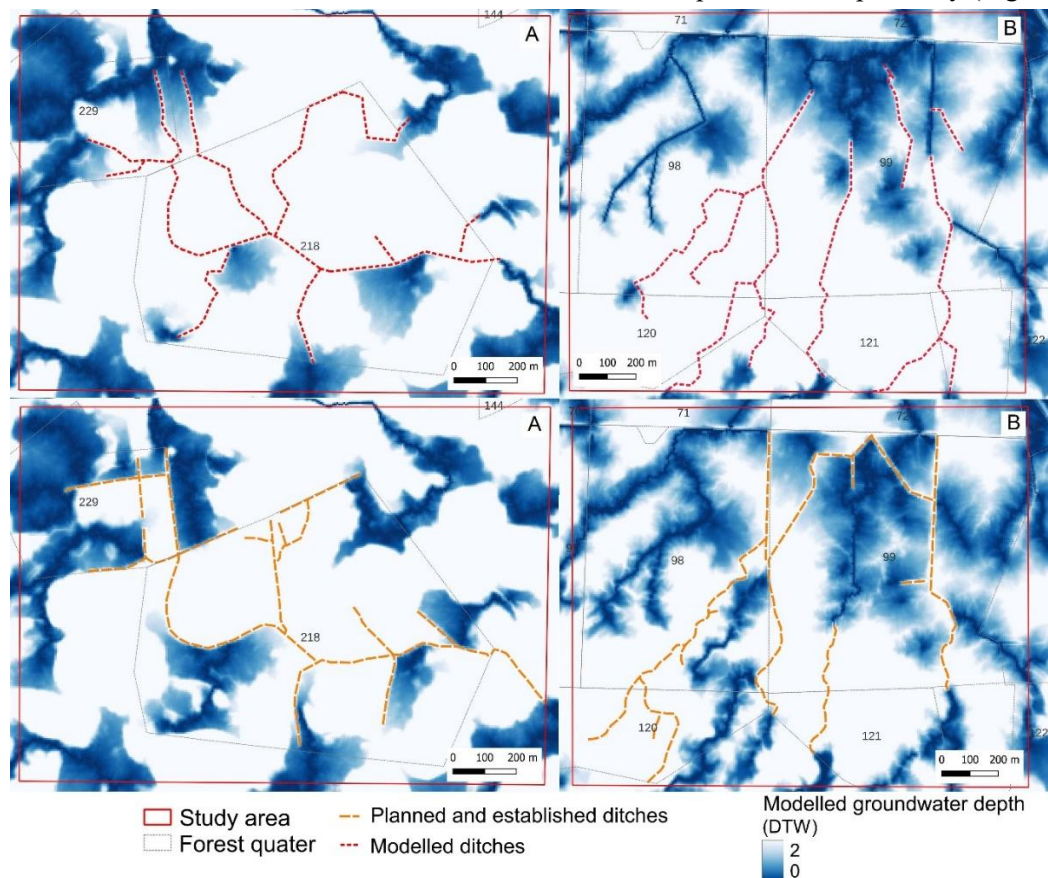 144
A
229
218
0 100 200 m
71
72
B
98
99
120
121
122
0 100 200 m
144
A
229
218
0 100 200 m
71
72
B
98
99
120
121
122
0 100 200 m
Study area
Forest quater
Planned and established ditches
Modelled ditches
Modelled groundwater depth
(DTW)
2
0